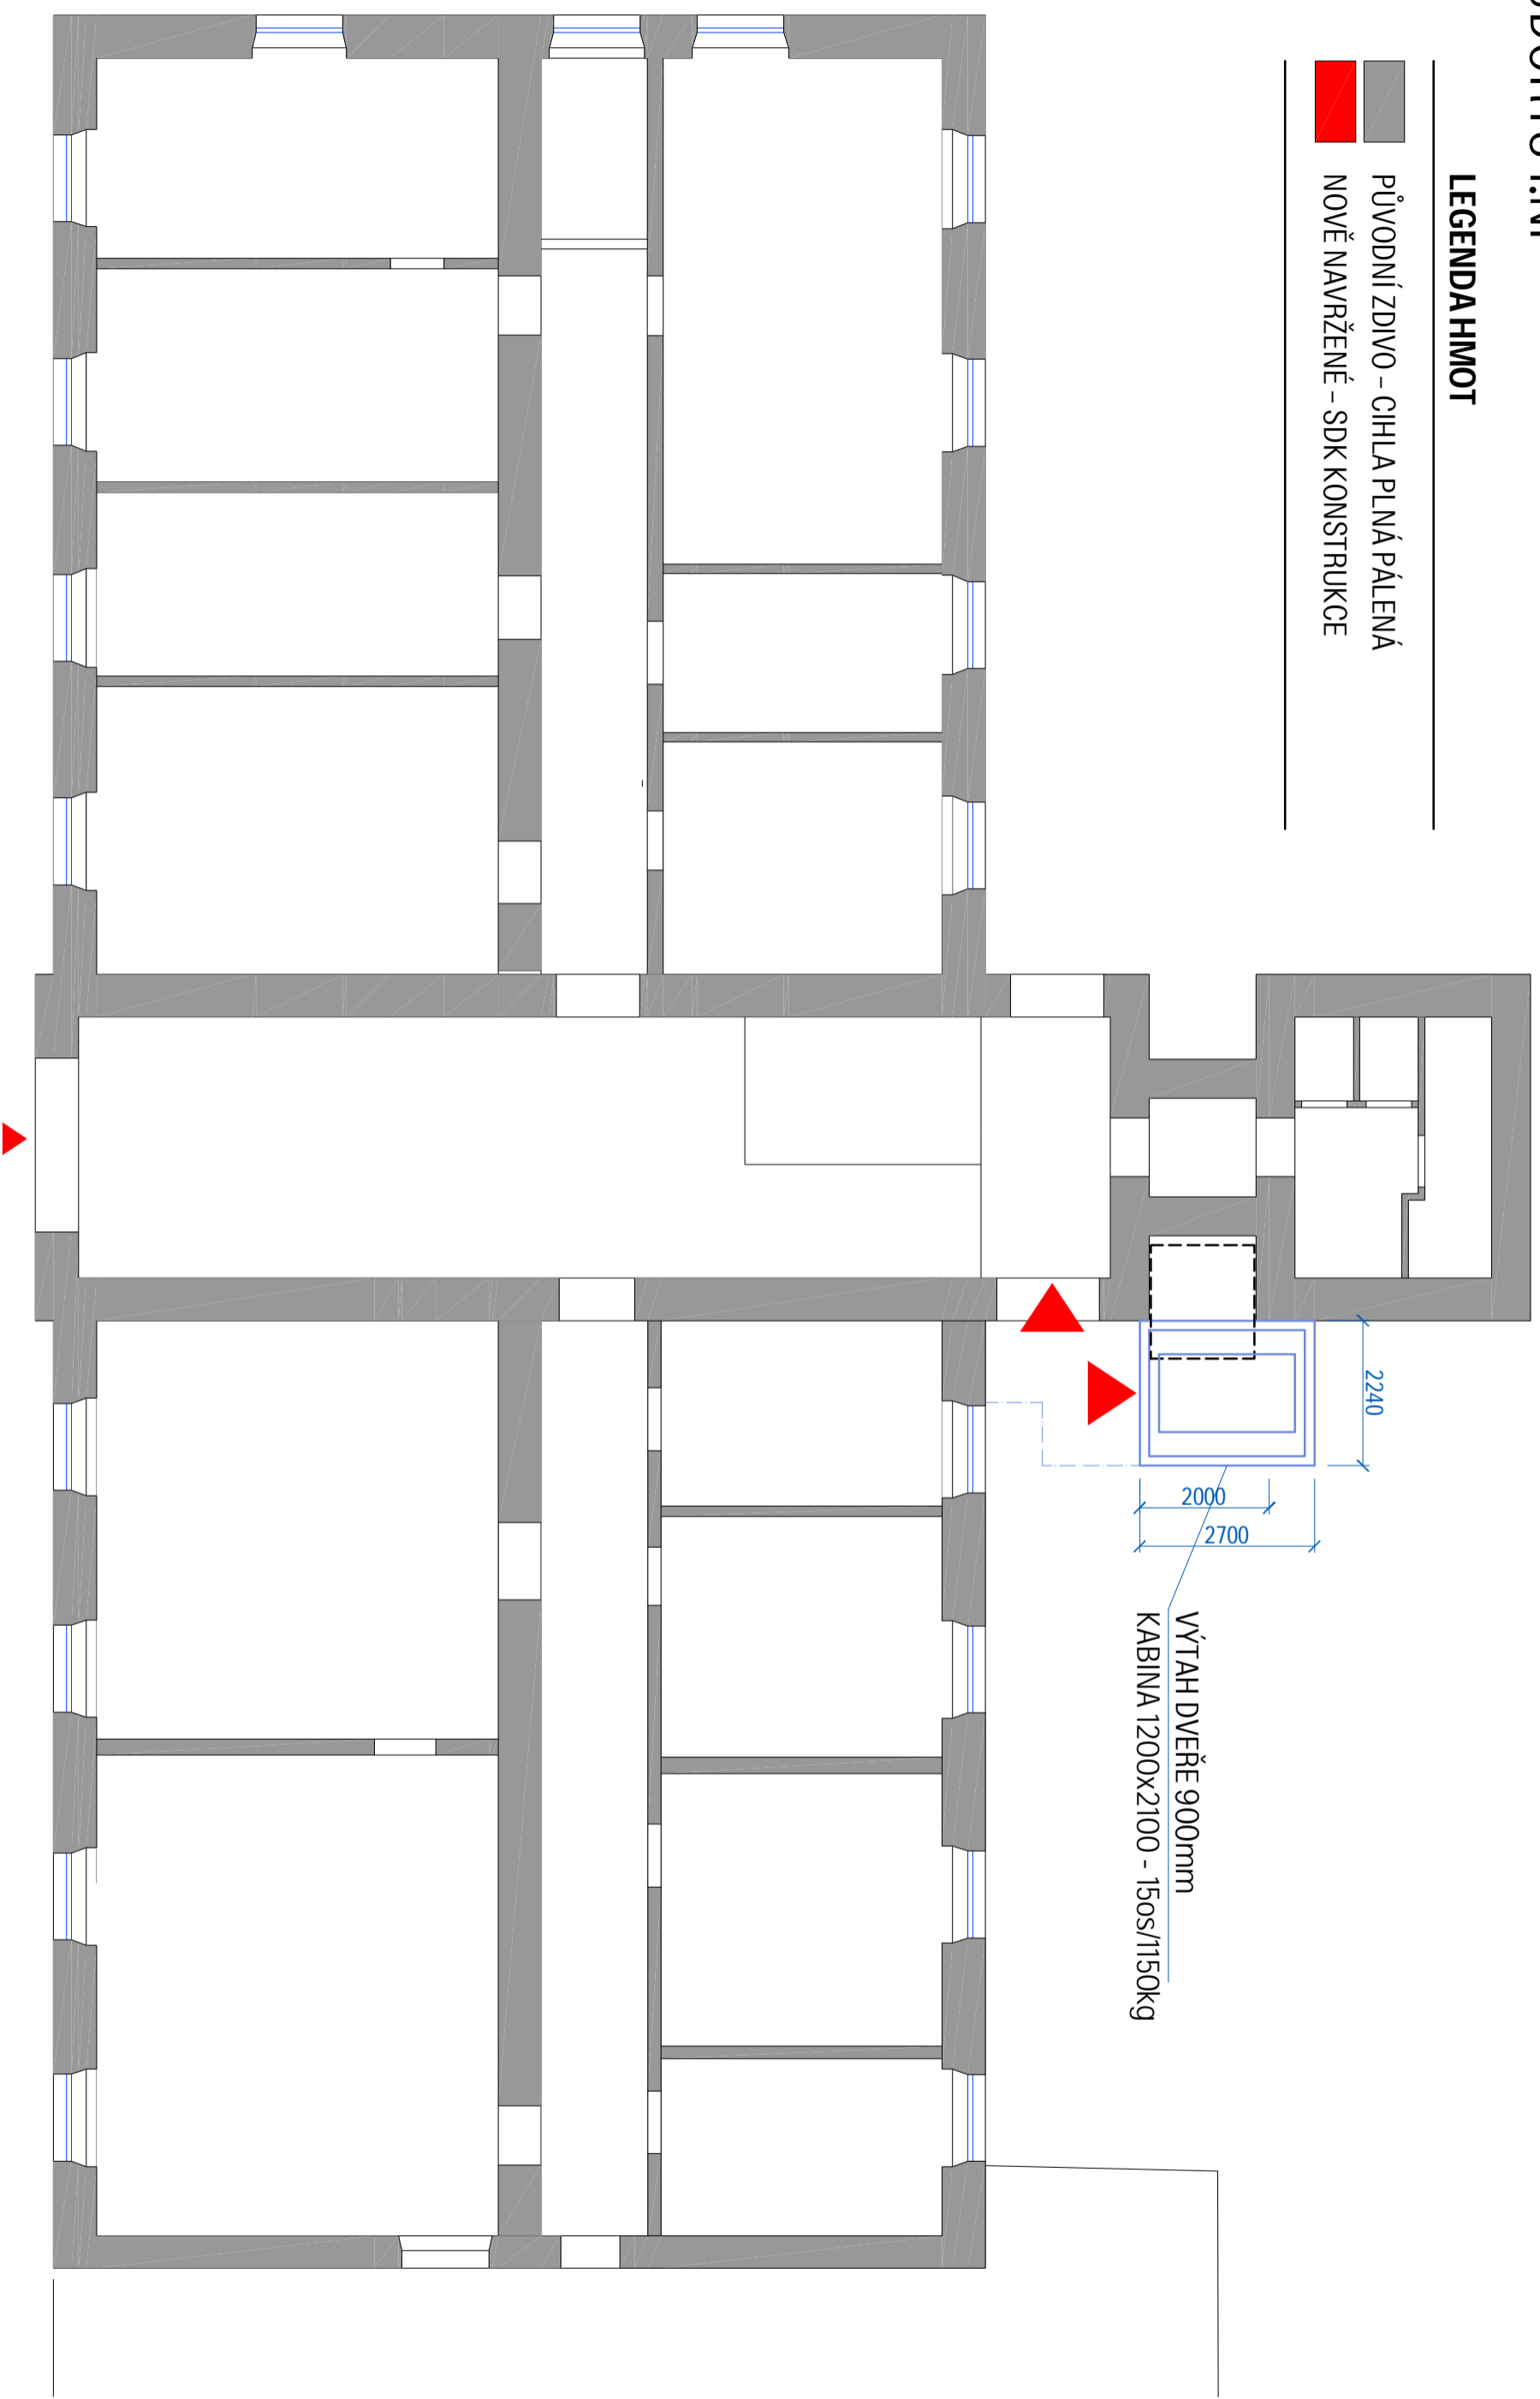 LEGENDA HMOT
PŮVODNÍ ZDIVO – CIHLA PLNÁ PÁLENÁ
NOVĚ NAVRŽENÉ – SDK KONSTRUKCE
2240
2000
2700
VÝTAH DVEŘE 900mm
KABINA 1200x2100 - 15os/1150kg